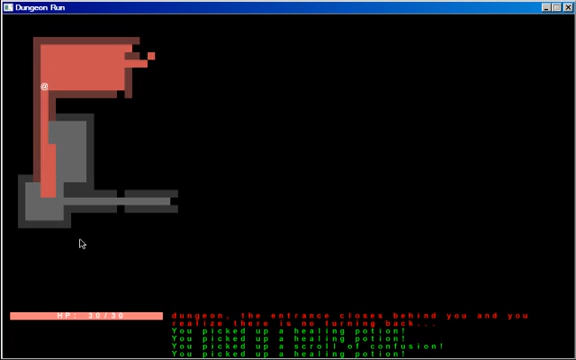 Dungeon Run
@
HP: 30/30
dungeon, the entrance closes behind you and you
realize there is no turning back...
You picked up a healing potion!
You picked up a healing potion!
You picked up a scroll of confusion!
You picked up a healing potion!